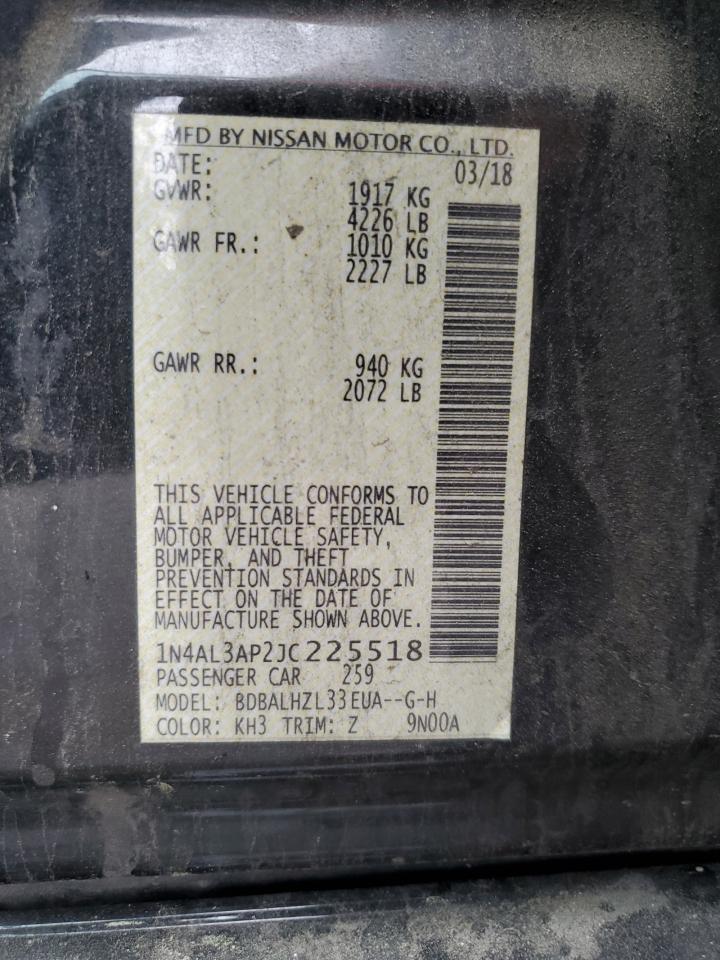 MFD BY NISSAN MOTOR CO., LTD.
DATE: 03/18
GVWR: 1917 KG
4226 LB
GAWR FR.: 1010 KG
2227 LB
GAWR RR.: 940 KG
2072 LB
THIS VEHICLE CONFORMS TO
ALL APPLICABLE FEDERAL
MOTOR VEHICLE SAFETY,
BUMPER, AND THEFT
PREVENTION STANDARDS IN
EFFECT ON THE DATE OF
MANUFACTURE SHOWN ABOVE.
1N4AL3AP2JC225518
PASSENGER CAR 259
MODEL: BDBALHZL33EUA--G-H
COLOR: KH3 TRIM: Z 9N00A